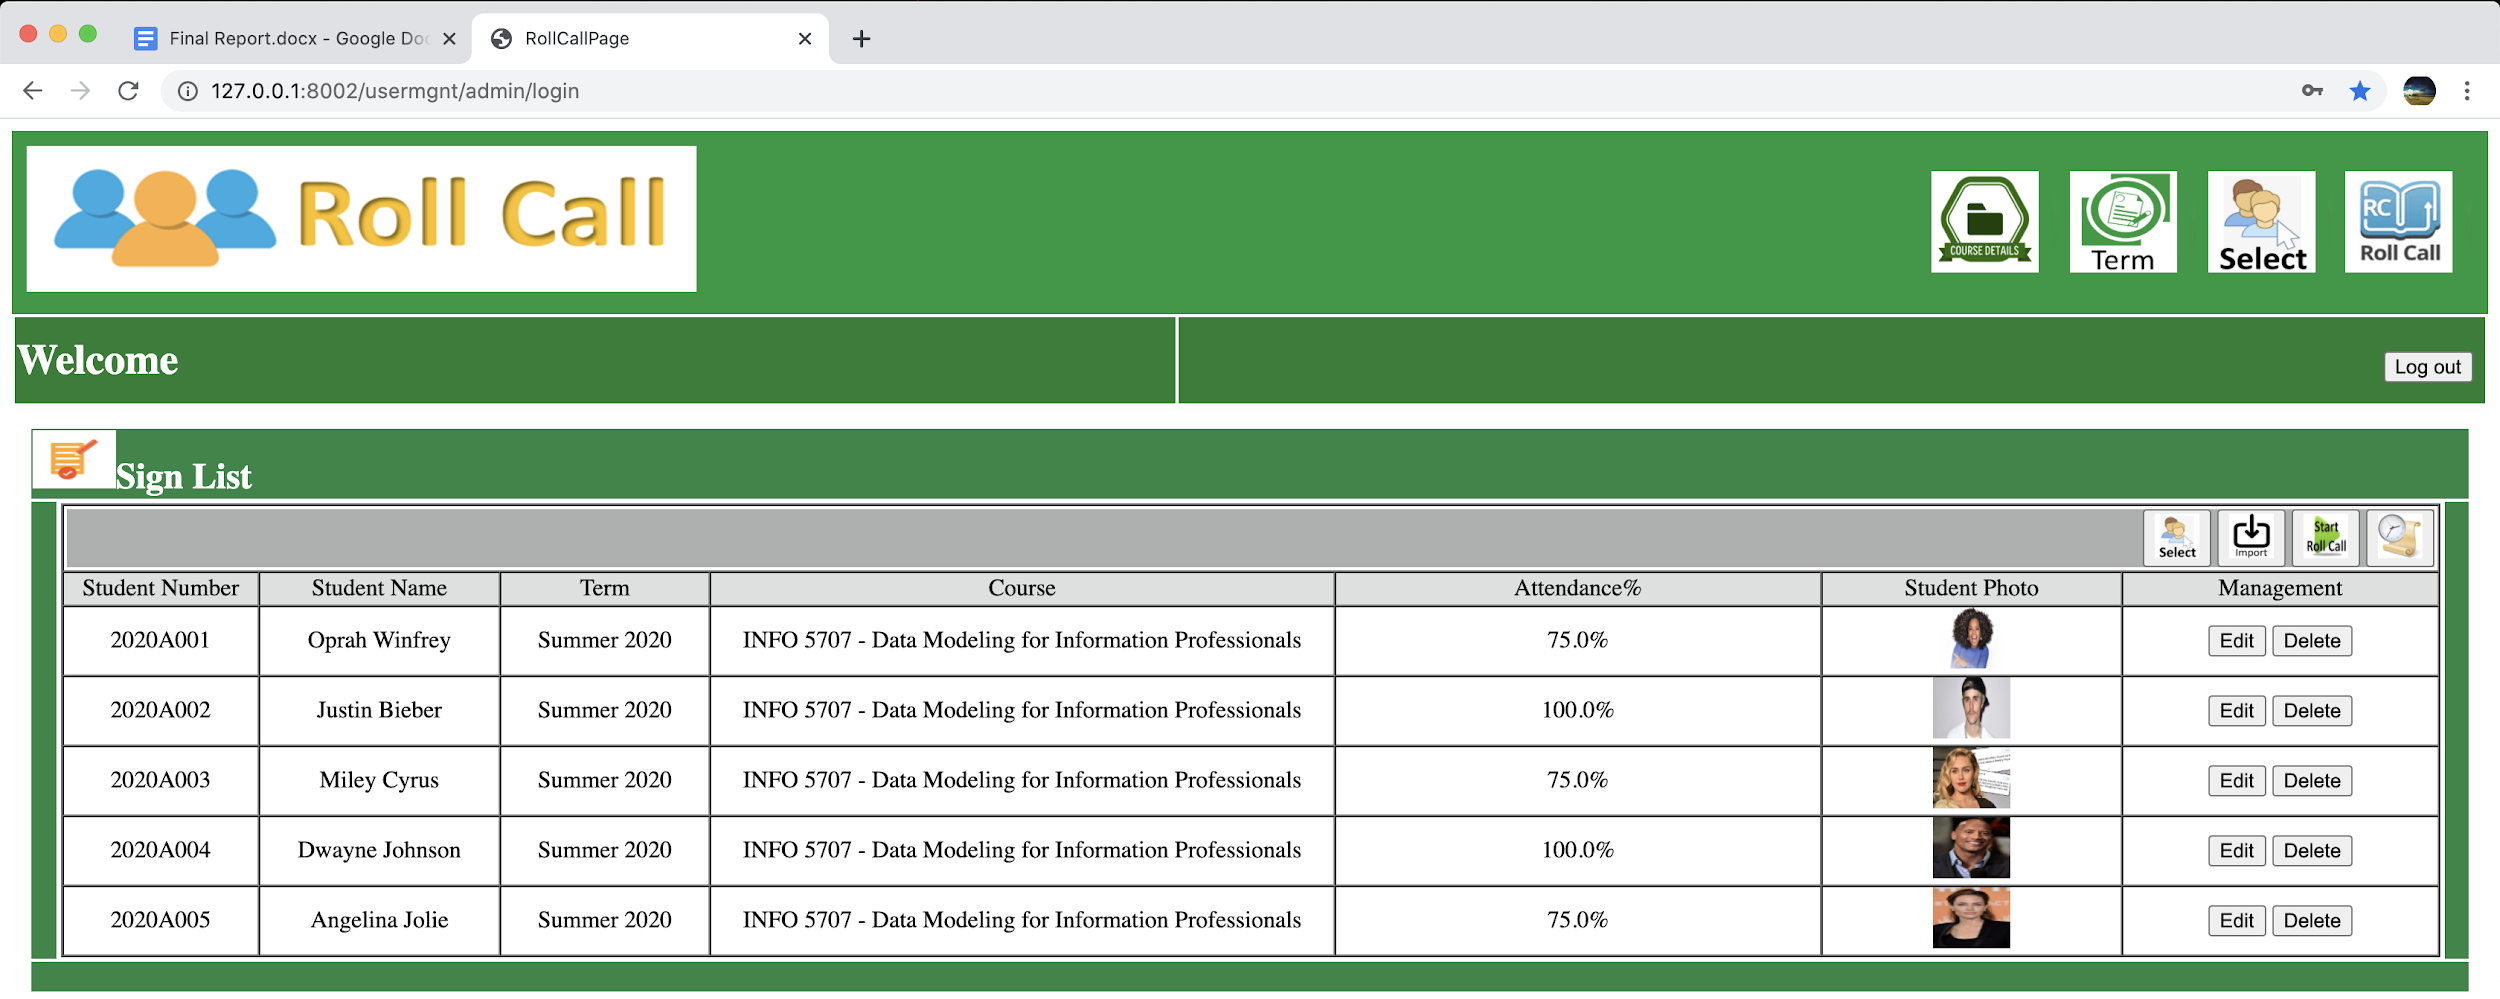 Final Report.docx - Google Doc
RollCallPage
127.0.0.1:8002/usermgnt/admin/login
Roll Call
COURSE DETAILS
Term
Select
RC
Roll Call
Welcome
Log out
Sign List
Select
Import
Start
Roll Call
Student Number Student Name Term Course Attendance% Student Photo Management
2020A001 Oprah Winfrey Summer 2020 INFO 5707 - Data Modeling for Information Professionals 75.0% Edit Delete
2020A002 Justin Bieber Summer 2020 INFO 5707 - Data Modeling for Information Professionals 100.0% Edit Delete
2020A003 Miley Cyrus Summer 2020 INFO 5707 - Data Modeling for Information Professionals 75.0% Edit Delete
2020A004 Dwayne Johnson Summer 2020 INFO 5707 - Data Modeling for Information Professionals 100.0% Edit Delete
2020A005 Angelina Jolie Summer 2020 INFO 5707 - Data Modeling for Information Professionals 75.0% Edit Delete